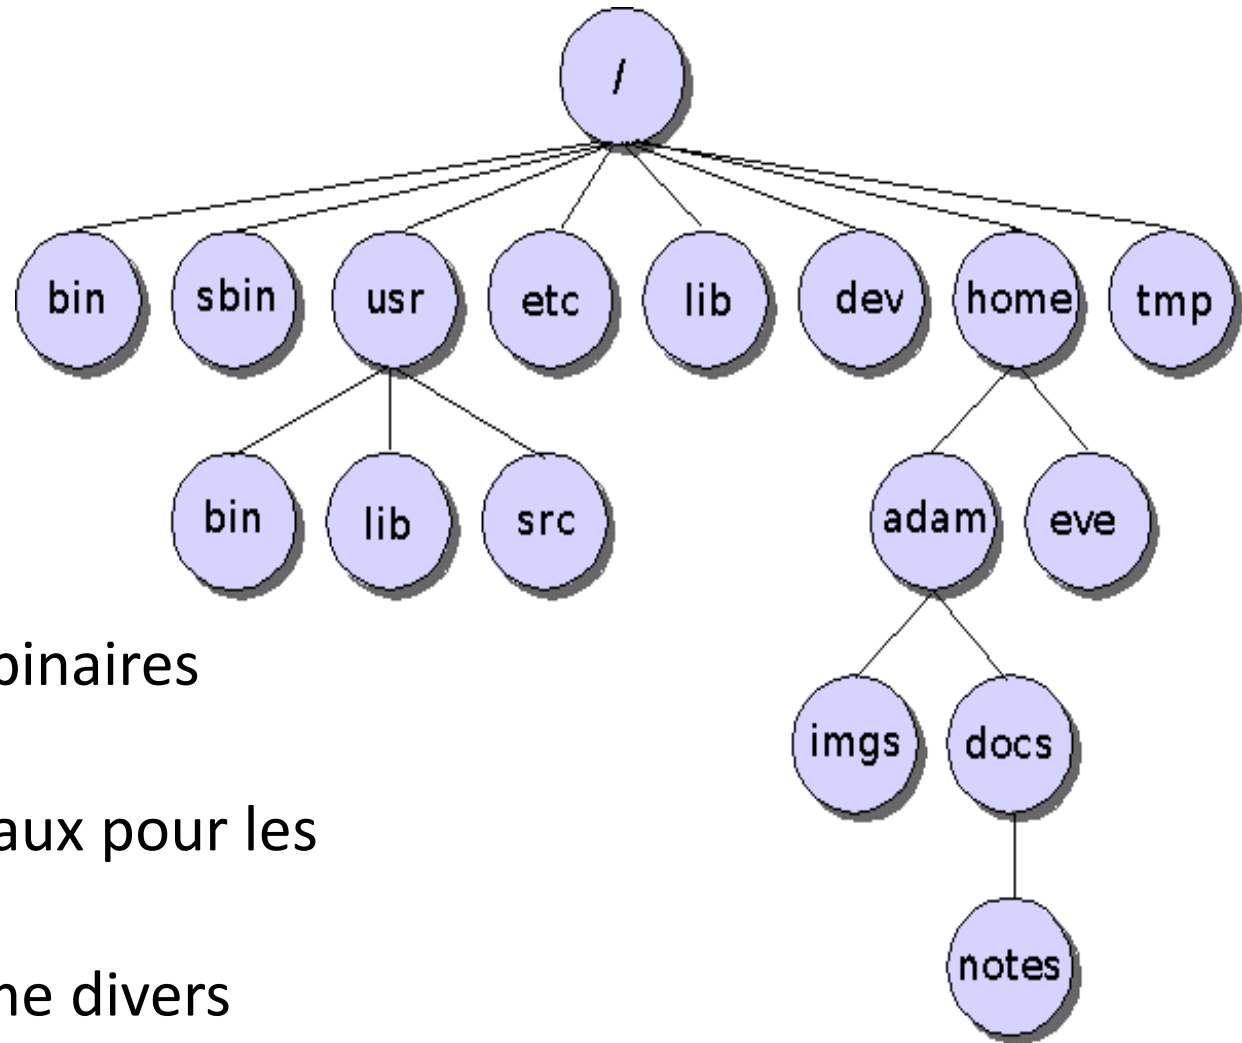 /
bin sbin usr etc lib dev home tmp
bin lib src adam eve
binaires
imgs docs
aux pour les
notes
ne divers